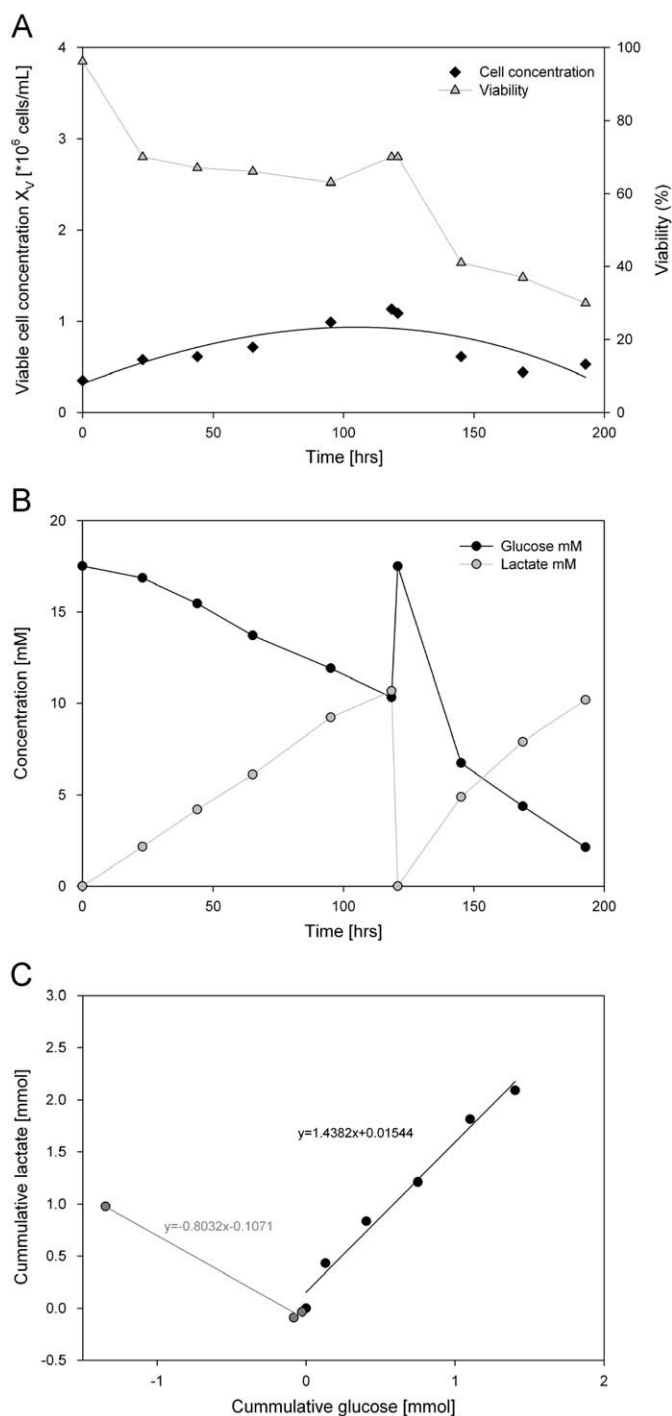 A
4
3
2
1
0
Viable cell concentration XV [*106 cells/mL]
100
80
60
40
20
0
Viability (%)
Cell concentration
Viability
0 50 100 150 200
Time [hrs]
B
20
15
10
5
0
Concentration [mM]
Glucose mM
Lactate mM
0 50 100 150 200
Time [hrs]
C
3.0
2.5
2.0
1.5
1.0
0.5
0.0
-0.5
Cummulative lactate [mmol]
y=1.4382x+0.01544
y=-0.8032x-0.1071
-1 0 1 2
Cummulative glucose [mmol]